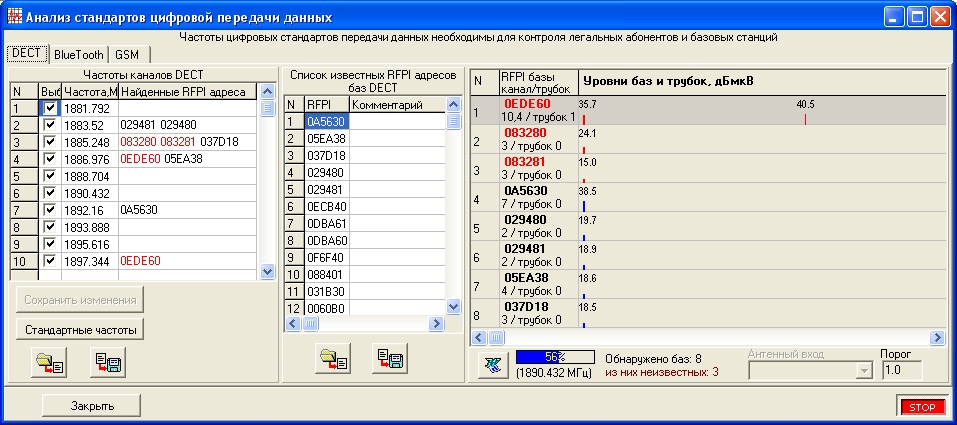 Анализ стандартов цифровой передачи данных
Частоты цифровых стандартов передачи данных необходимы для контроля легальных абонентов и базовых станций
DECT BlueTooth GSM
Частоты каналов DECT
N Выб Частота,М Найденные RFPI адреса
1 1881.792
2 1883.52 029481 029480
3 1885.248 083280 083281 037D18
4 1886.976 0EDE60 05EA38
5 1888.704
6 1890.432
7 1892.16 0A5630
8 1893.888
9 1895.616
10 1897.344 0EDE60
Сохранить изменения
Стандартные частоты
Список известных RFPI адресов
баз DECT
N RFPI Комментарий
1 0A5630
2 05EA38
3 037D18
4 029480
5 029481
6 0ECB40
7 0DBA61
8 0DBA60
9 0F6F40
10 088401
11 031B30
12 0060B0
N RFPI базы
канал/трубок
Уровни баз и трубок, дБмкВ
1 0EDE60 35.7 40.5
10,4 / трубок 1
2 083280 24.1
3 / трубок 0
3 083281 15.0
3 / трубок 0
4 0A5630 38.5
7 / трубок 0
5 029480 19.7
2 / трубок 0
6 029481 18.9
2 / трубок 0
7 05EA38 18.6
4 / трубок 0
8 037D18 18.5
3 / трубок 0
56%
(1890.432 МГц)
Обнаружено баз: 8
из них неизвестных: 3
Антенный вход
Порог
1.0
Закрыть
STOP